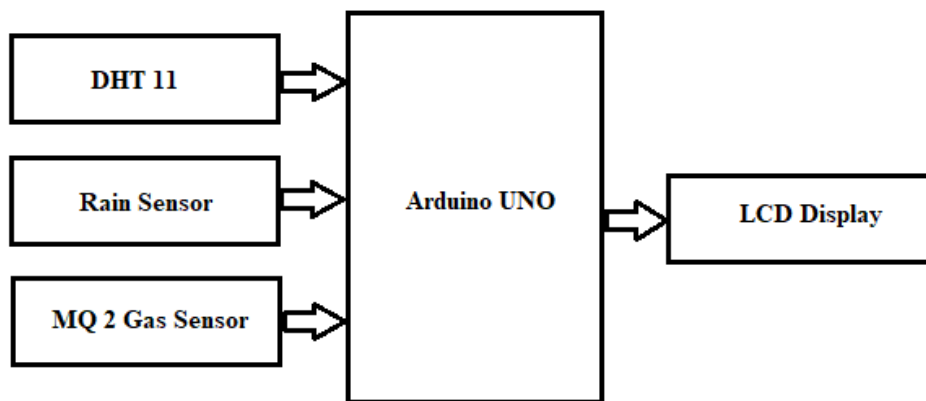 DHT 11
Rain Sensor
MQ 2 Gas Sensor
Arduino UNO
LCD Display